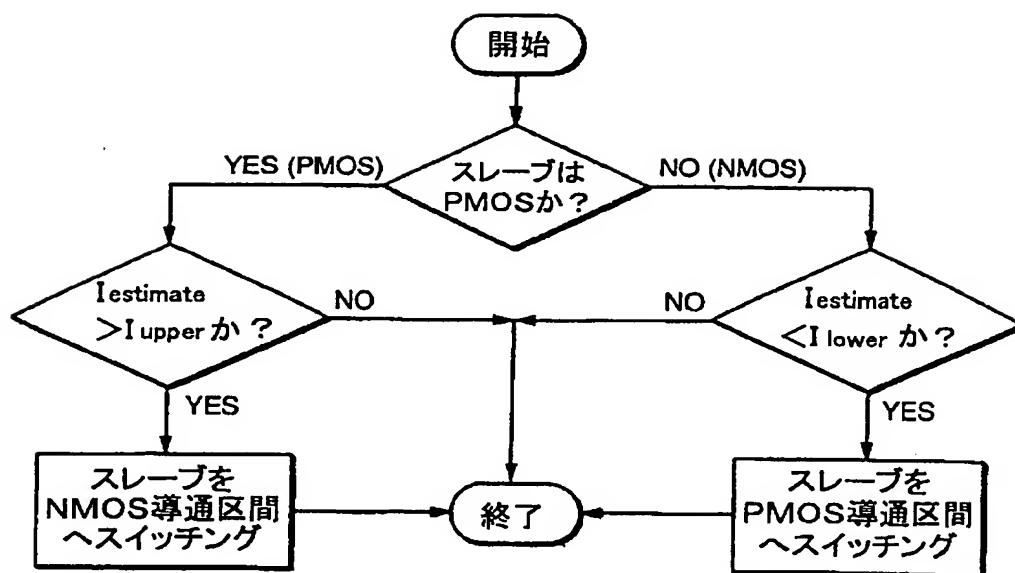 開始
YES (PMOS)
スレーブは
PMOSか？
NO (NMOS)
Iestimate
＞Iupperか？
NO
NO
Iestimate
＜Ilowerか？
YES
YES
スレーブを
NMOS導通区間
へスイッチング
終了
スレーブを
PMOS導通区間
へスイッチング